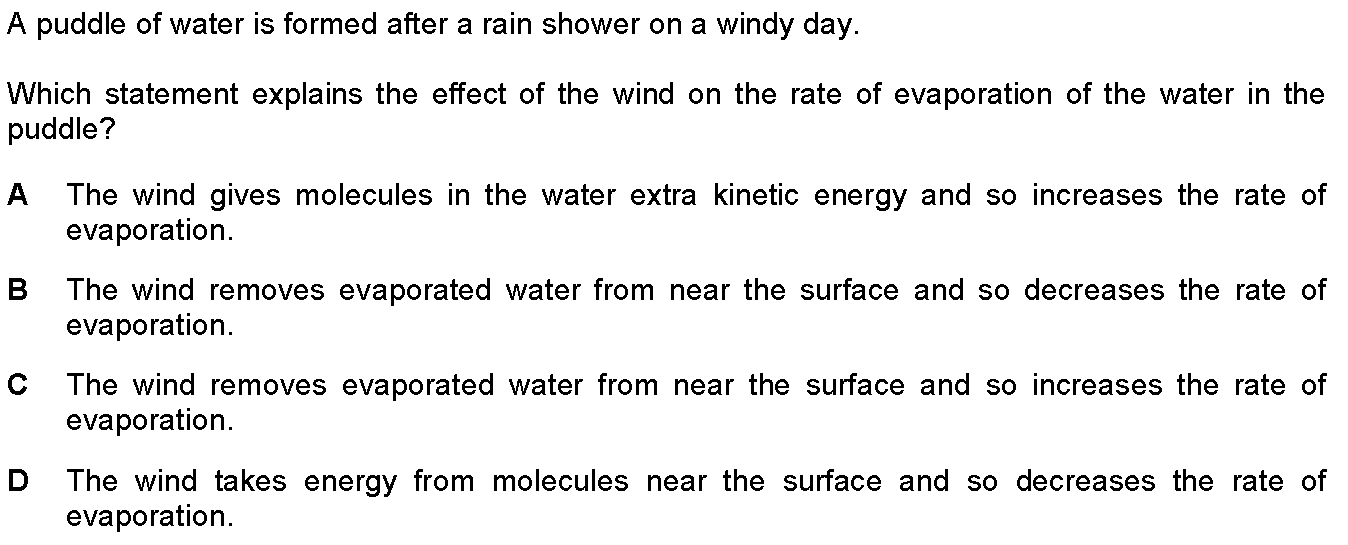 A puddle of water is formed after a rain shower on a windy day.
Which statement explains the effect of the wind on the rate of evaporation of the water in the
puddle?
A The wind gives molecules in the water extra kinetic energy and so increases the rate of
evaporation.
B The wind removes evaporated water from near the surface and so decreases the rate of
evaporation.
C The wind removes evaporated water from near the surface and so increases the rate of
evaporation.
D The wind takes energy from molecules near the surface and so decreases the rate of
evaporation.